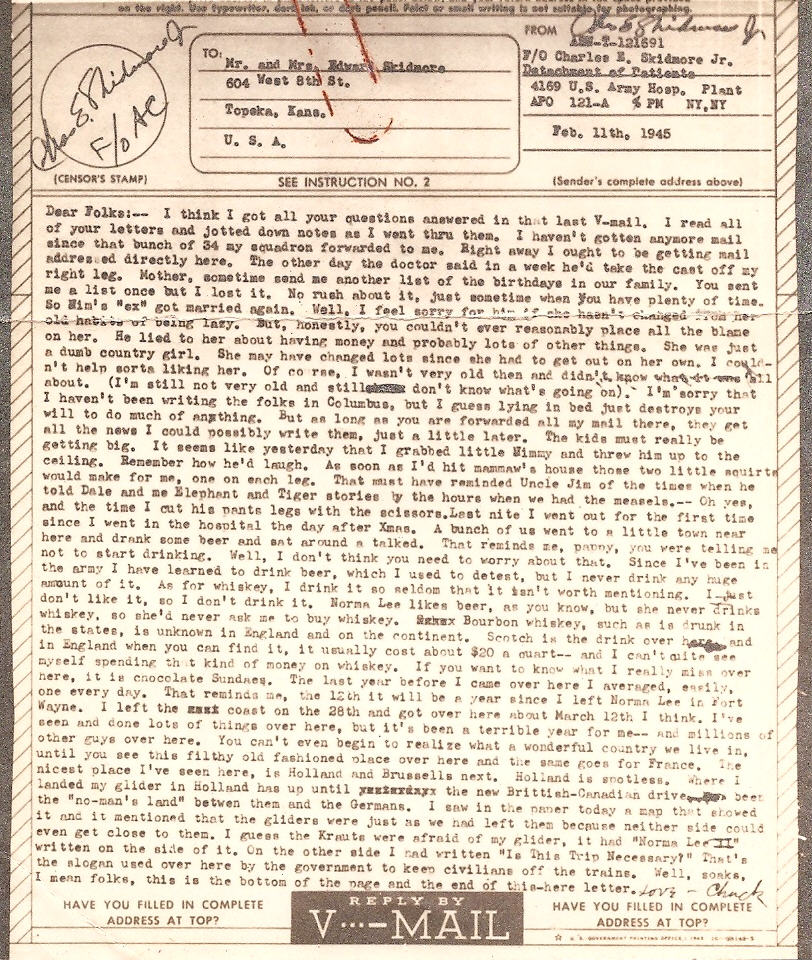 on the right. Use typewriter, dark ink, or dark pencil. Faint or small writing is not suitable for photographing.
FROM
Chas E Skidmore Jr
T-121691
TO:
Mr. and Mrs. Edward Skidmore
F/O Charles E. Skidmore Jr.
604 West 8th St.
Detachment of Patients
4169 U.S. Army Hosp. Plant
Topeka, Kans.
APO 121-A % PM NY,NY
U. S. A.
Feb. 11th, 1945
Chas E. Skidmore Jr
F/O AC
(CENSOR'S STAMP)
SEE INSTRUCTION NO. 2
(Sender's complete address above)
Dear Folks:-- I think I got all your questions answered in that last V-mail. I read all
of your letters and jotted down notes as I went thru them. I haven't gotten anymore mail
since that bunch of 34 my squadron forwarded to me. Right away I ought to be getting mail
addressed directly here. The other day the doctor said in a week he'd take the cast off my
right leg. Mother, sometime send me another list of the birthdays in our family. You sent
me a list once but I lost it. No rush about it, just sometime when you have plenty of time.
So Nim's "ex" got married again. Well, I feel sorry for him if she hasn't changed from her
old habits of being lazy. But, honestly, you couldn't ever reasonably place all the blame
on her. He lied to her about having money and probably lots of other things. She was just
a dumb country girl. She may have changed lots since she had to get out on her own. I could-
n't help sorta liking her. Of co rse, I wasn't very old then and didn't know what it was all
about. (I'm still not very old and still don't know what's going on). I'm sorry that
I haven't been writing the folks in Columbus, but I guess lying in bed just destroys your
will to do much of anything. But as long as you are forwarded all my mail there, they get
all the news I could possibly write them, just a little later. The kids must really be
getting big. It seems like yesterday that I grabbed little Nimmy and threw him up to the
ceiling. Remember how he'd laugh. As soon as I'd hit mammaw's house those two little squirts
would make for me, one on each leg. That must have reminded Uncle Jim of the times when he
told Dale and me Elephant and Tiger stories by the hours when we had the measels.-- Oh yes,
and the time I cut his pants legs with the scissors.Last nite I went out for the first time
since I went in the hospital the day after Xmas. A bunch of us went to a little town near
here and drank some beer and sat around a talked. That reminds me, pappy, you were telling me
not to start drinking. Well, I don't think you need to worry about that. Since I've been in
the army I have learned to drink beer, which I used to detest, but I never drink any huge
amount of it. As for whiskey, I drink it so seldom that it isn't worth mentioning. I just
don't like it, so I don't drink it. Norma Lee likes beer, as you know, but she never drinks
whiskey, so she'd never ask me to buy whiskey. Bourbon whiskey, such as is drunk in
the states, is unknown in England and on the continent. Scotch is the drink over here and
in England when you can find it, it usually cost about $20 a quart-- and I can't quite see
myself spending that kind of money on whiskey. If you want to know what I really miss over
here, it is chocolate Sundaes. The last year before I came over here I averaged, easily,
one every day. That reminds me, the 12th it will be a year since I left Norma Lee in Fort
Wayne. I left the coast on the 28th and got over here about March 12th I think. I've
seen and done lots of things over here, but it's been a terrible year for me-- and millions of
other guys over here. You can't even begin to realize what a wonderful country we live in,
until you see this filthy old fashioned place over here and the same goes for France. The
nicest place I've seen here, is Holland and Brussells next. Holland is spotless. Where I
landed my glider in Holland has up until the new Brittish-Canadian drive been
the "no-man's land" betwen them and the Germans. I saw in the paper today a map that showed
it and it mentioned that the gliders were just as we had left them because neither side could
even get close to them. I guess the Krauts were afraid of my glider, it had "Norma Lee II"
written on the side of it. On the other side I had written "Is This Trip Necessary?" That's
the slogan used over here by the government to keep civilians off the trains. Well, soaks,
I mean folks, this is the bottom of the page and the end of this-here letter. Love - Chuck
HAVE YOU FILLED IN COMPLETE
ADDRESS AT TOP?
REPLY BY
V···—MAIL
HAVE YOU FILLED IN COMPLETE
ADDRESS AT TOP?
U. S. GOVERNMENT PRINTING OFFICE